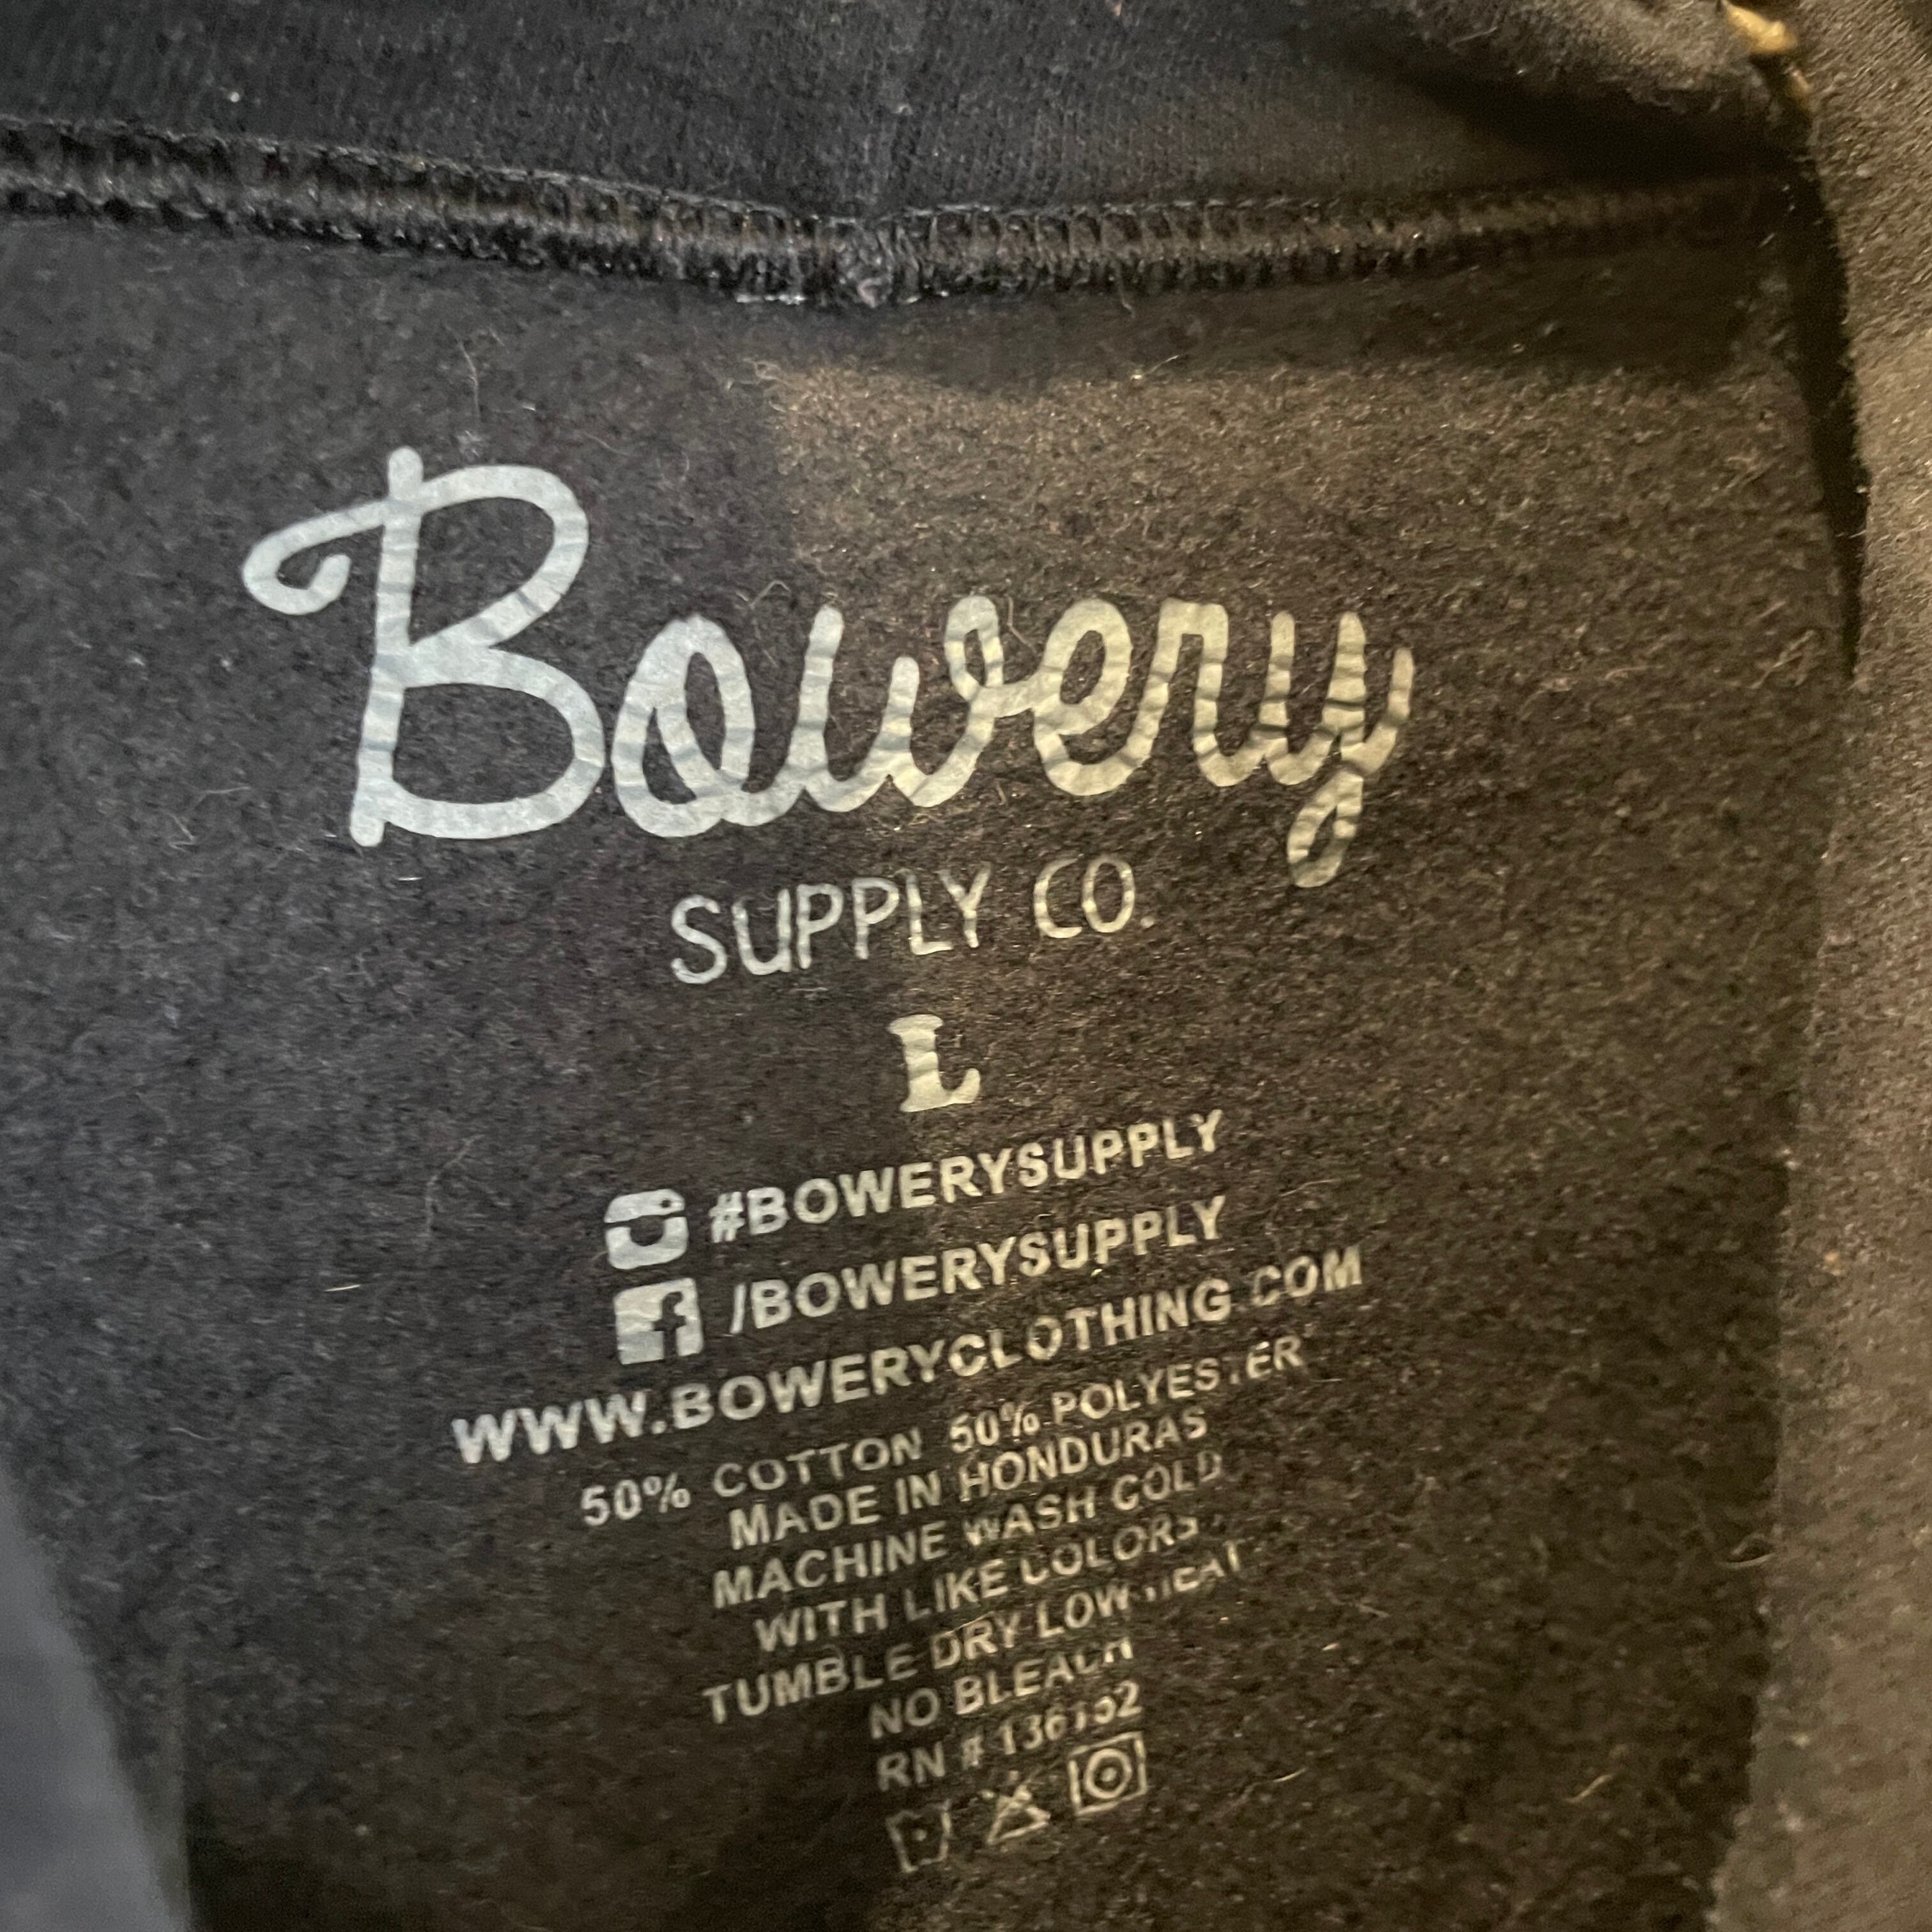 Bowery
SUPPLY CO.
L
#BOWERYSUPPLY
/BOWERYSUPPLY
WWW.BOWERYCLOTHING.COM
50% COTTON 50% POLYESTER
MADE IN HONDURAS
MACHINE WASH COLD
WITH LIKE COLORS
TUMBLE DRY LOW HEAT
NO BLEACH
RN #